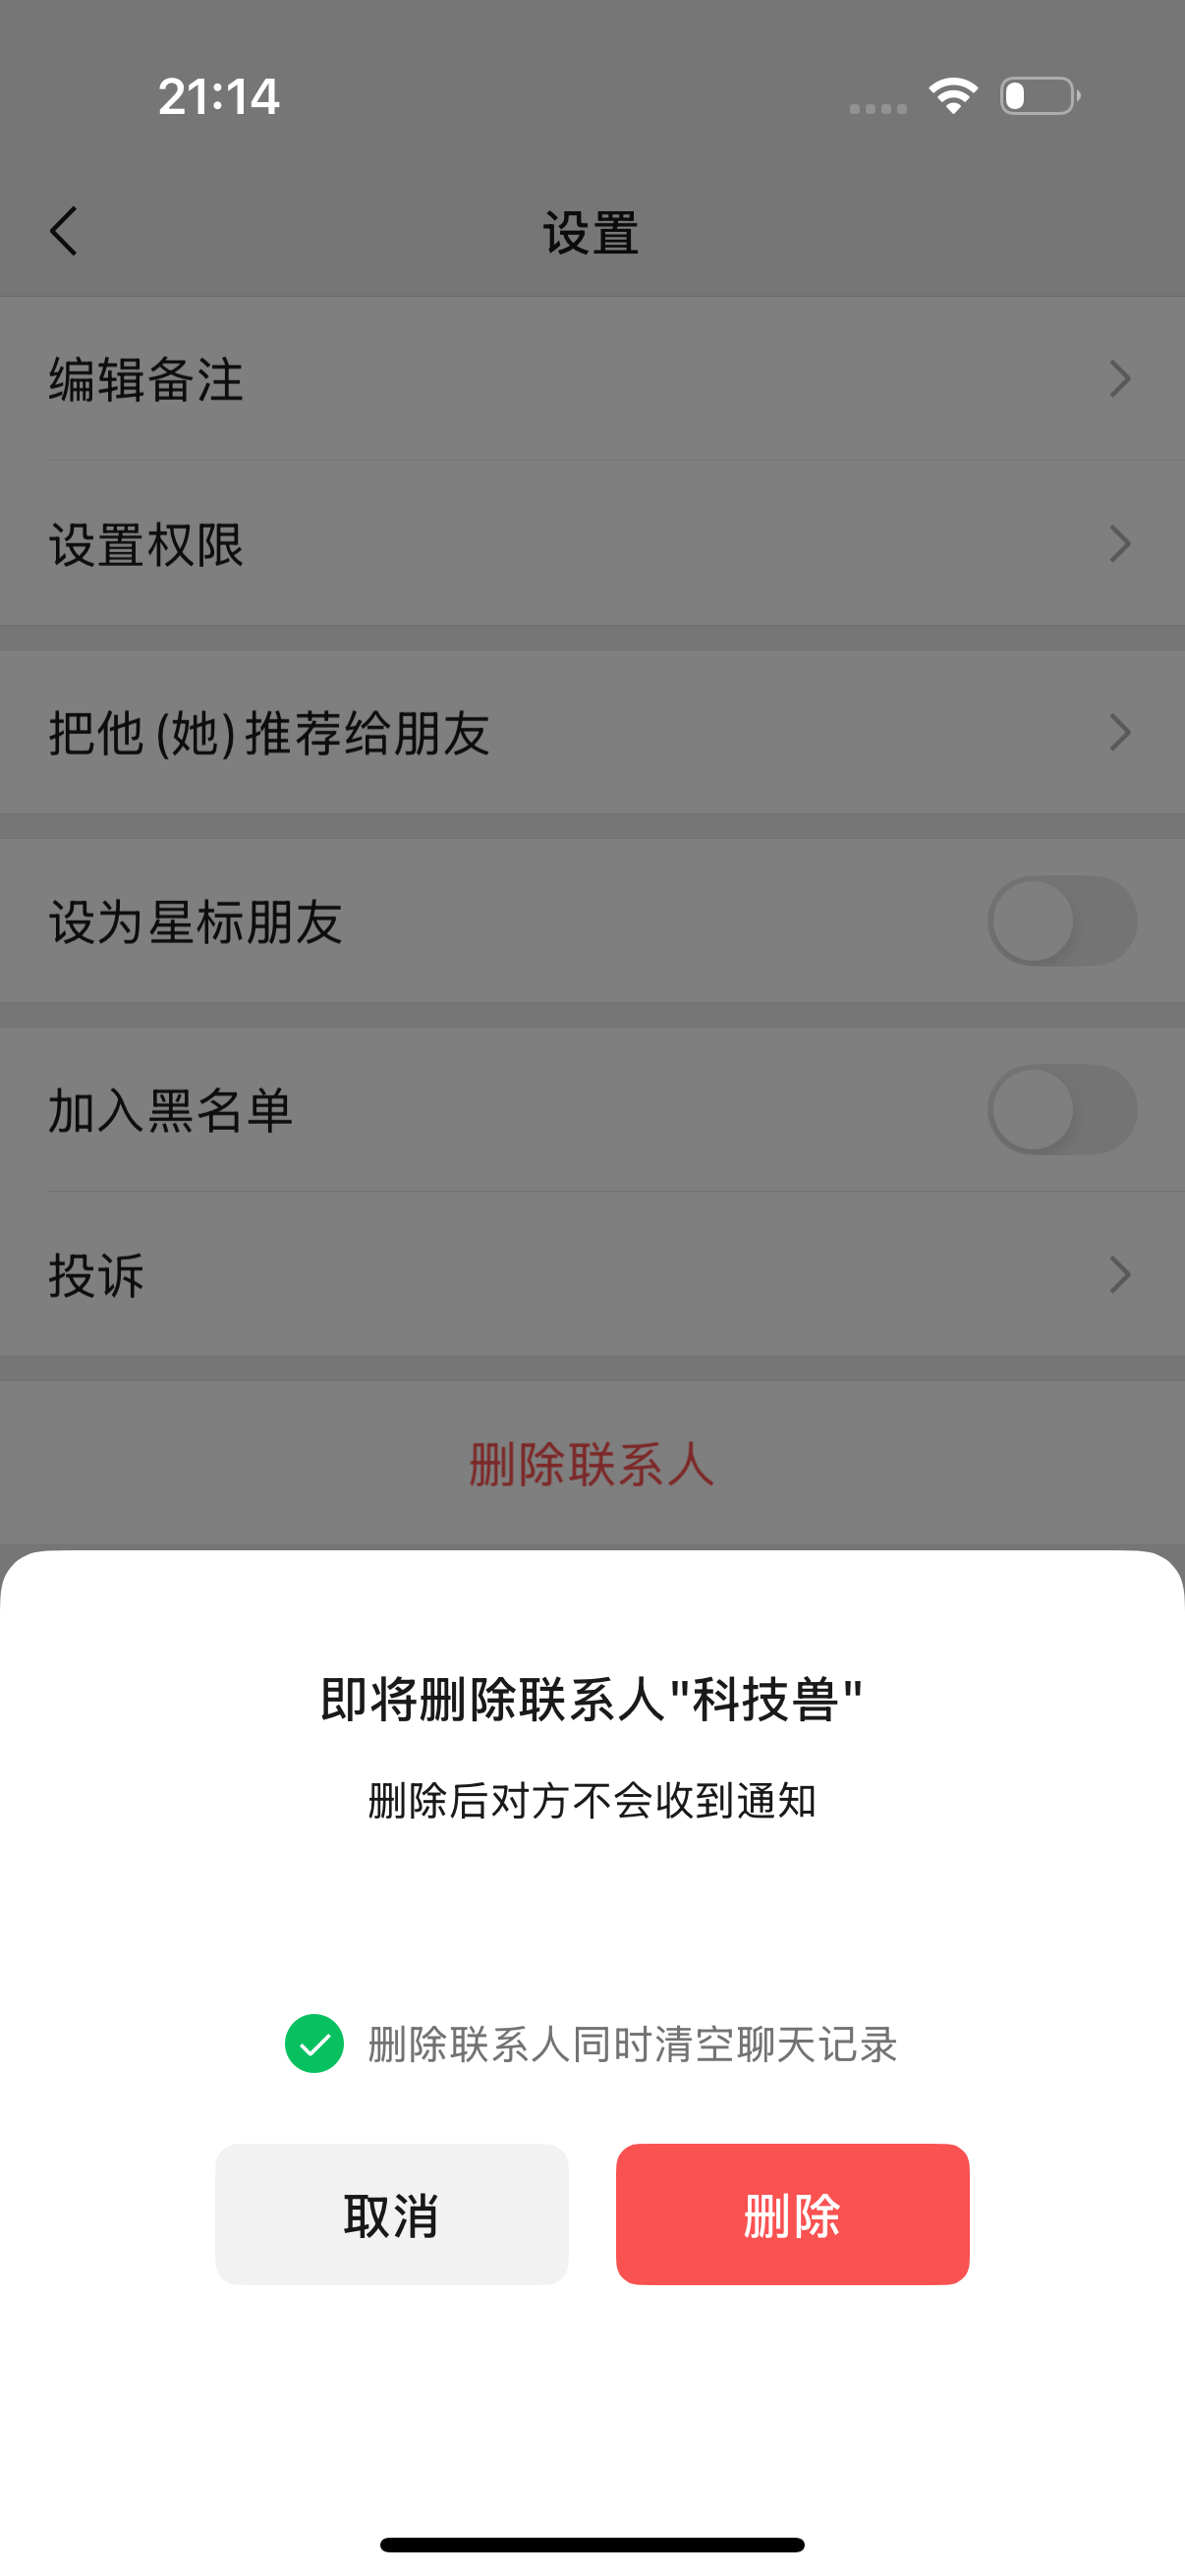 21:14
设置
编辑备注
设置权限
把他 (她) 推荐给朋友
设为星标朋友
加入黑名单
投诉
删除联系人
即将删除联系人"科技兽"
删除后对方不会收到通知
删除联系人同时清空聊天记录
取消
删除